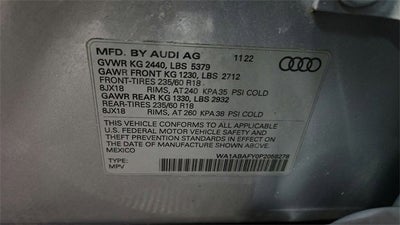 MFD. BY AUDI AG 11 22
GVWR KG 2440, LBS 5379
GAWR FRONT KG 1230, LBS 2712
FRONT-TIRES 235/60 R18
8JX18 RIMS, AT 240 KPA 35 PSI COLD
GAWR REAR KG 1330, LBS 2932
REAR-TIRES 235/60 R18
8JX18 RIMS, AT 260 KPA 38 PSI COLD
THIS VEHICLE CONFORMS TO ALL APPLICABLE
U.S. FEDERAL MOTOR VEHICLE SAFETY AND
THEFT PREVENTION STANDARDS IN EFFECT ON
THE DATE OF MANUFACTURE SHOWN ABOVE.
MEXICO
WA1ABAFY0P2058278
TYPE:
MPV